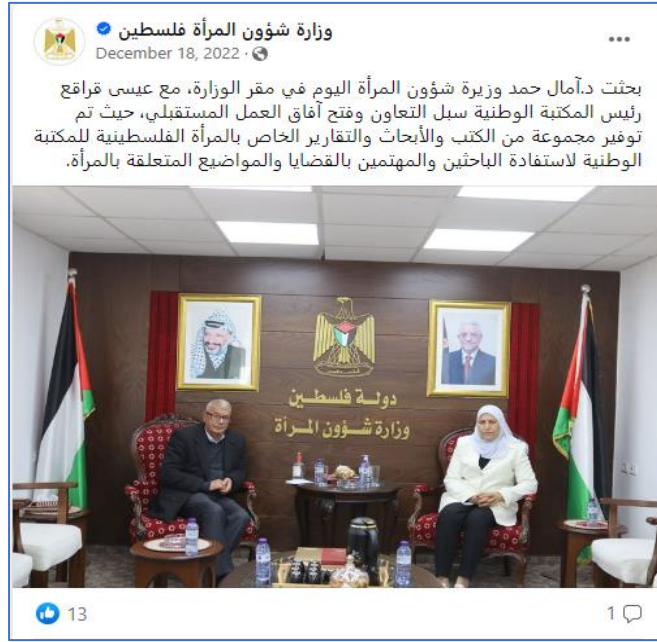 وزارة شؤون المرأة فلسطين
December 18, 2022 ·
بحثت د.آمال حمد وزيرة شؤون المرأة اليوم في مقر الوزارة، مع عيسى قراقع
رئيس المكتبة الوطنية سبل التعاون وفتح آفاق العمل المستقبلي، حيث تم
توفير مجموعة من الكتب والأبحاث والتقارير الخاص بالمرأة الفلسطينية للمكتبة
الوطنية لاستفادة الباحثين والمهتمين بالقضايا والمواضيع المتعلقة بالمرأة.
دولة فلسطين
وزارة شؤون المرأة
13
1